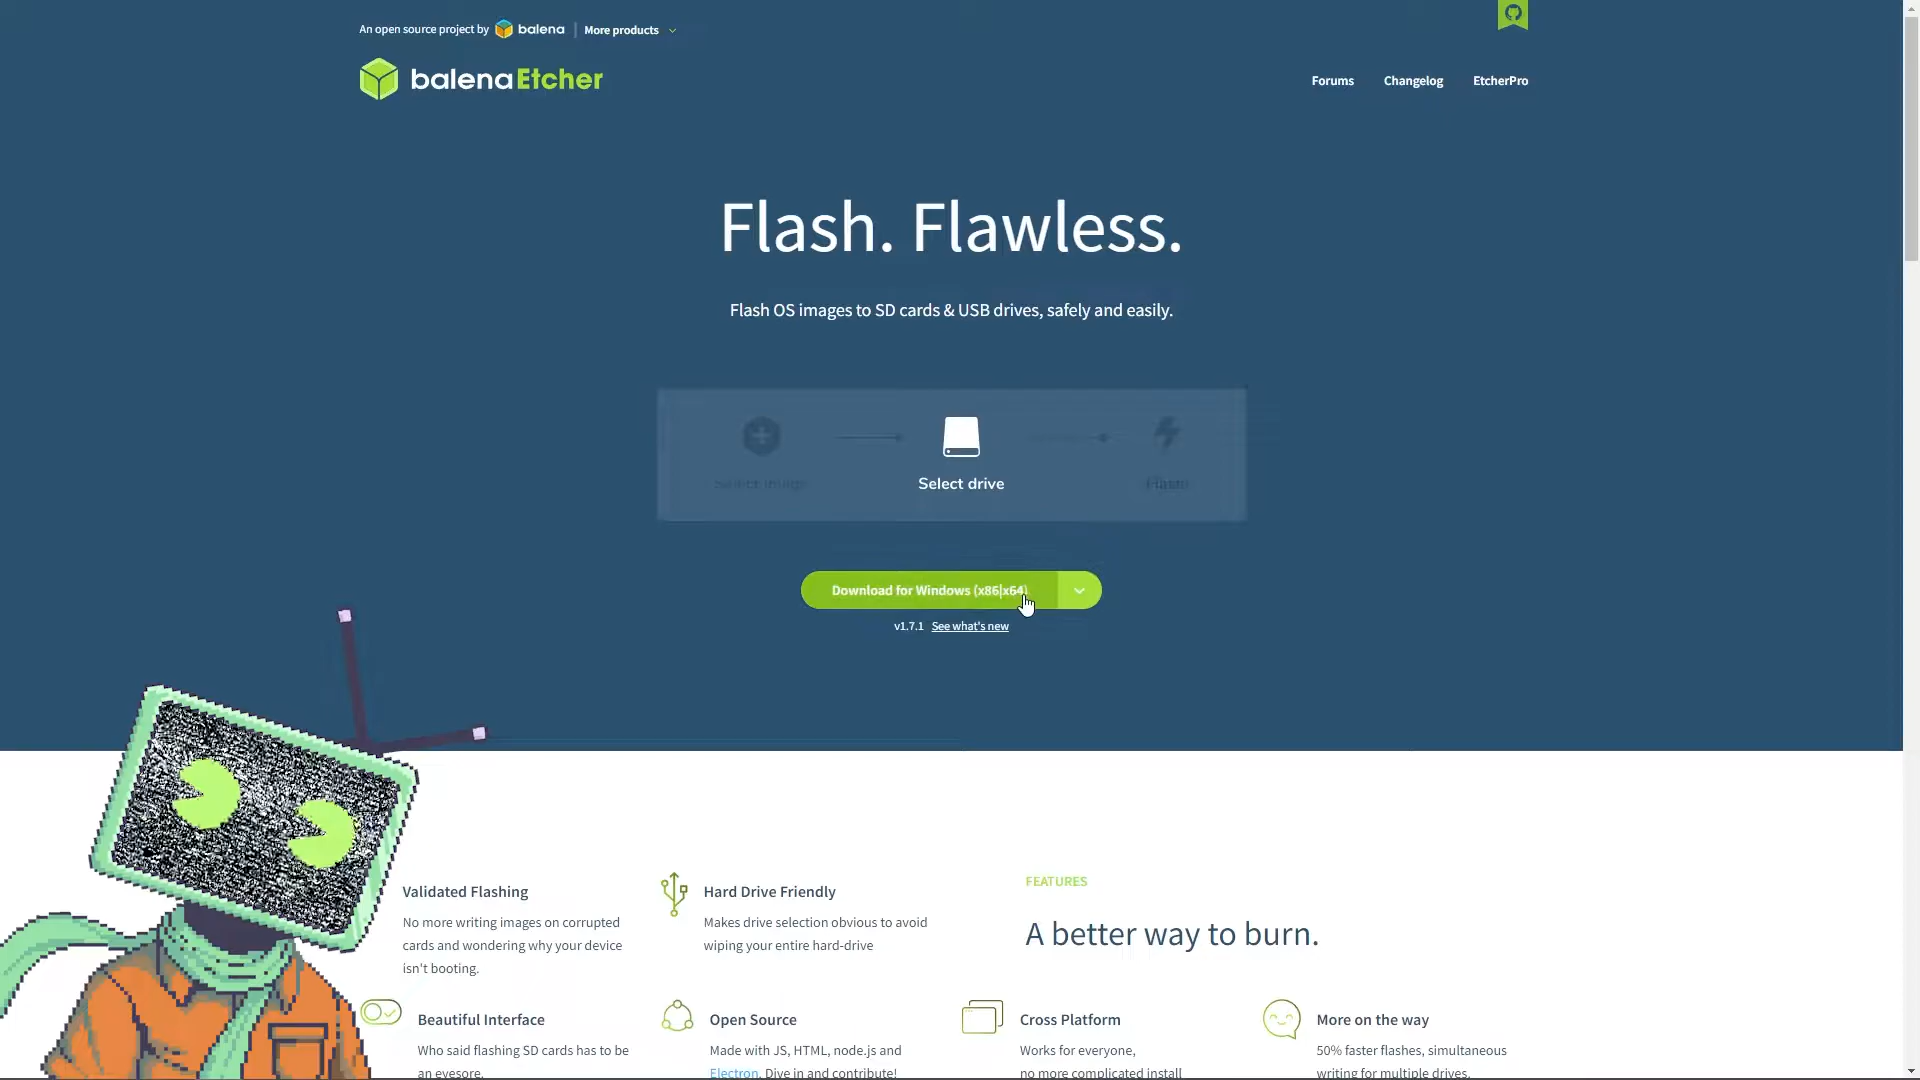 An open source project by balena | More products
balenaEtcher
Forums Changelog EtcherPro
Flash. Flawless.
Flash OS images to SD cards & USB drives, safely and easily.
Select image Select drive Flash
Download for Windows (x86|x64)
v1.7.1 See what's new
FEATURES
A better way to burn.
Validated Flashing
No more writing images on corrupted
cards and wondering why your device
isn't booting.
Hard Drive Friendly
Makes drive selection obvious to avoid
wiping your entire hard-drive
Beautiful Interface
Who said flashing SD cards has to be
an eyesore.
Open Source
Made with JS, HTML, node.js and
Electron. Dive in and contribute!
Cross Platform
Works for everyone,
no more complicated install
More on the way
50% faster flashes, simultaneous
writing for multiple drives.